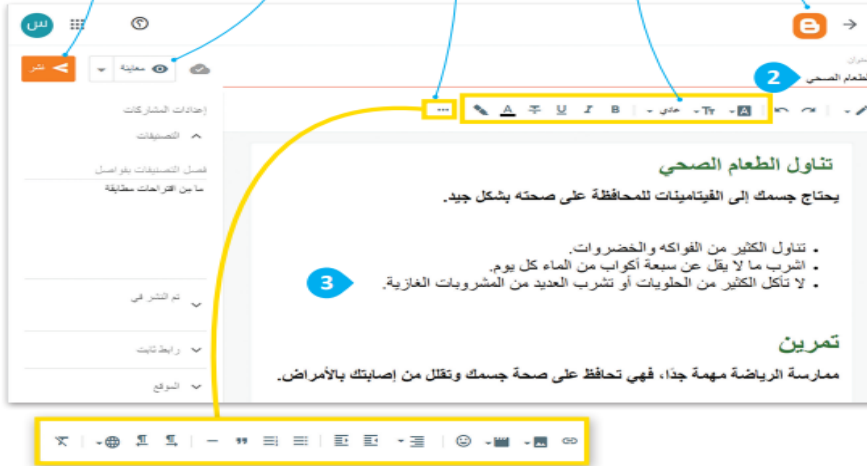 س
عنوان
الطعام الصحي
2
معاينة
نشر
عادي
B I U T A
...
إعدادات المشاركات
التصنيفات
فصل التصنيفات بفواصل
ما من اقتراحات مطابقة
تم النشر في
رابط ثابت
الموقع
تناول الطعام الصحي
يحتاج جسمك إلى الفيتامينات للمحافظة على صحته بشكل جيد.
• تناول الكثير من الفواكه والخضروات.
• اشرب ما لا يقل عن سبعة أكواب من الماء كل يوم.
• لا تأكل الكثير من الحلويات أو تشرب العديد من المشروبات الغازية.
3
تمرين
ممارسة الرياضة مهمة جدًا، فهي تحافظ على صحة جسمك وتقلل من إصابتك بالأمراض.